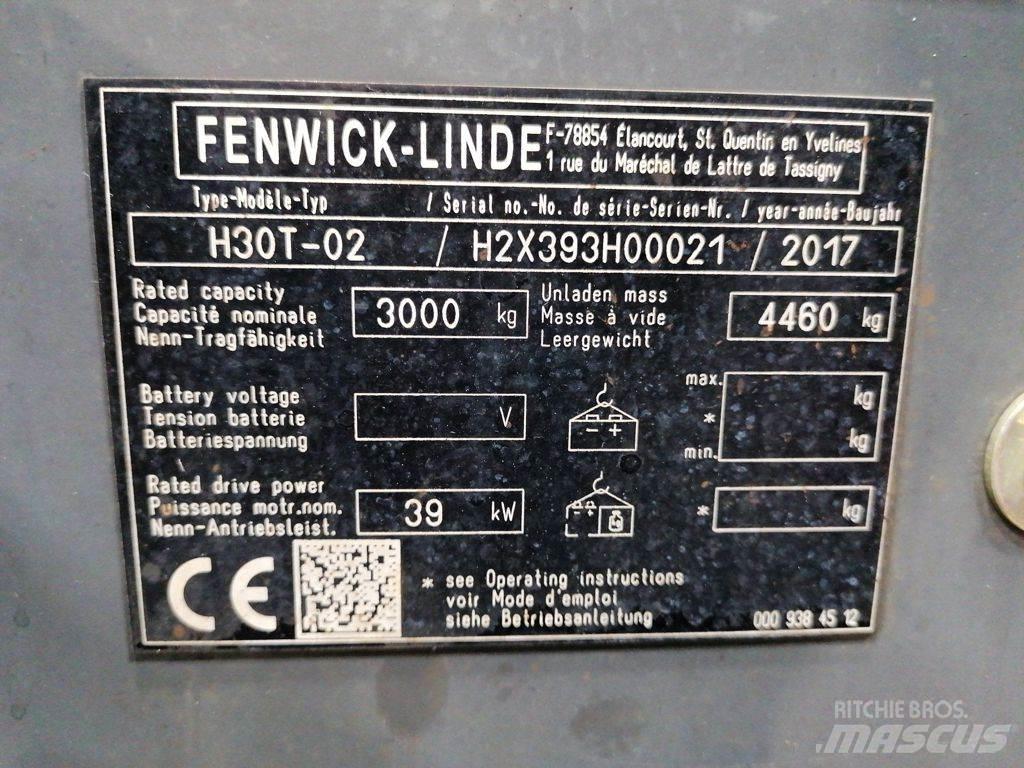 FENWICK-LINDE
F-78854 Élancourt, St. Quentin en Yvelines
1 rue du Maréchal de Lattre de Tassigny
Type-Modèle-Typ / Serial no.-No. de série-Serien-Nr. / year-année-Baujahr
H30T-02 / H2X393H00021 / 2017
Rated capacity
Capacité nominale
Nenn-Tragfähigkeit
3000 kg
Unladen mass
Masse à vide
Leergewicht
4460 kg
Battery voltage
Tension batterie
Batteriespannung
V
- +
max. kg
*
kg
min.
Rated drive power
Puissance motr.nom.
Nenn-Antriebsleist.
39 kW
- +
* kg
CE
* see Operating instructions
voir Mode d'emploi
siehe Betriebsanleitung
000 938 45 12
RITCHIE BROS.
MASCUS